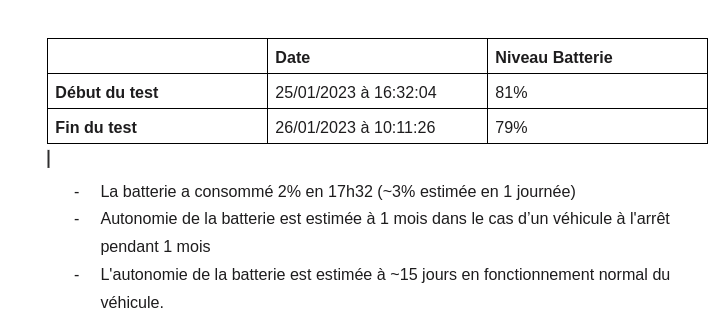 Date Niveau Batterie
Début du test 25/01/2023 à 16:32:04 81%
Fin du test 26/01/2023 à 10:11:26 79%
- La batterie a consommé 2% en 17h32 (~3% estimée en 1 journée)
- Autonomie de la batterie est estimée à 1 mois dans le cas d’un véhicule à l'arrêt
pendant 1 mois
- L'autonomie de la batterie est estimée à ~15 jours en fonctionnement normal du
véhicule.